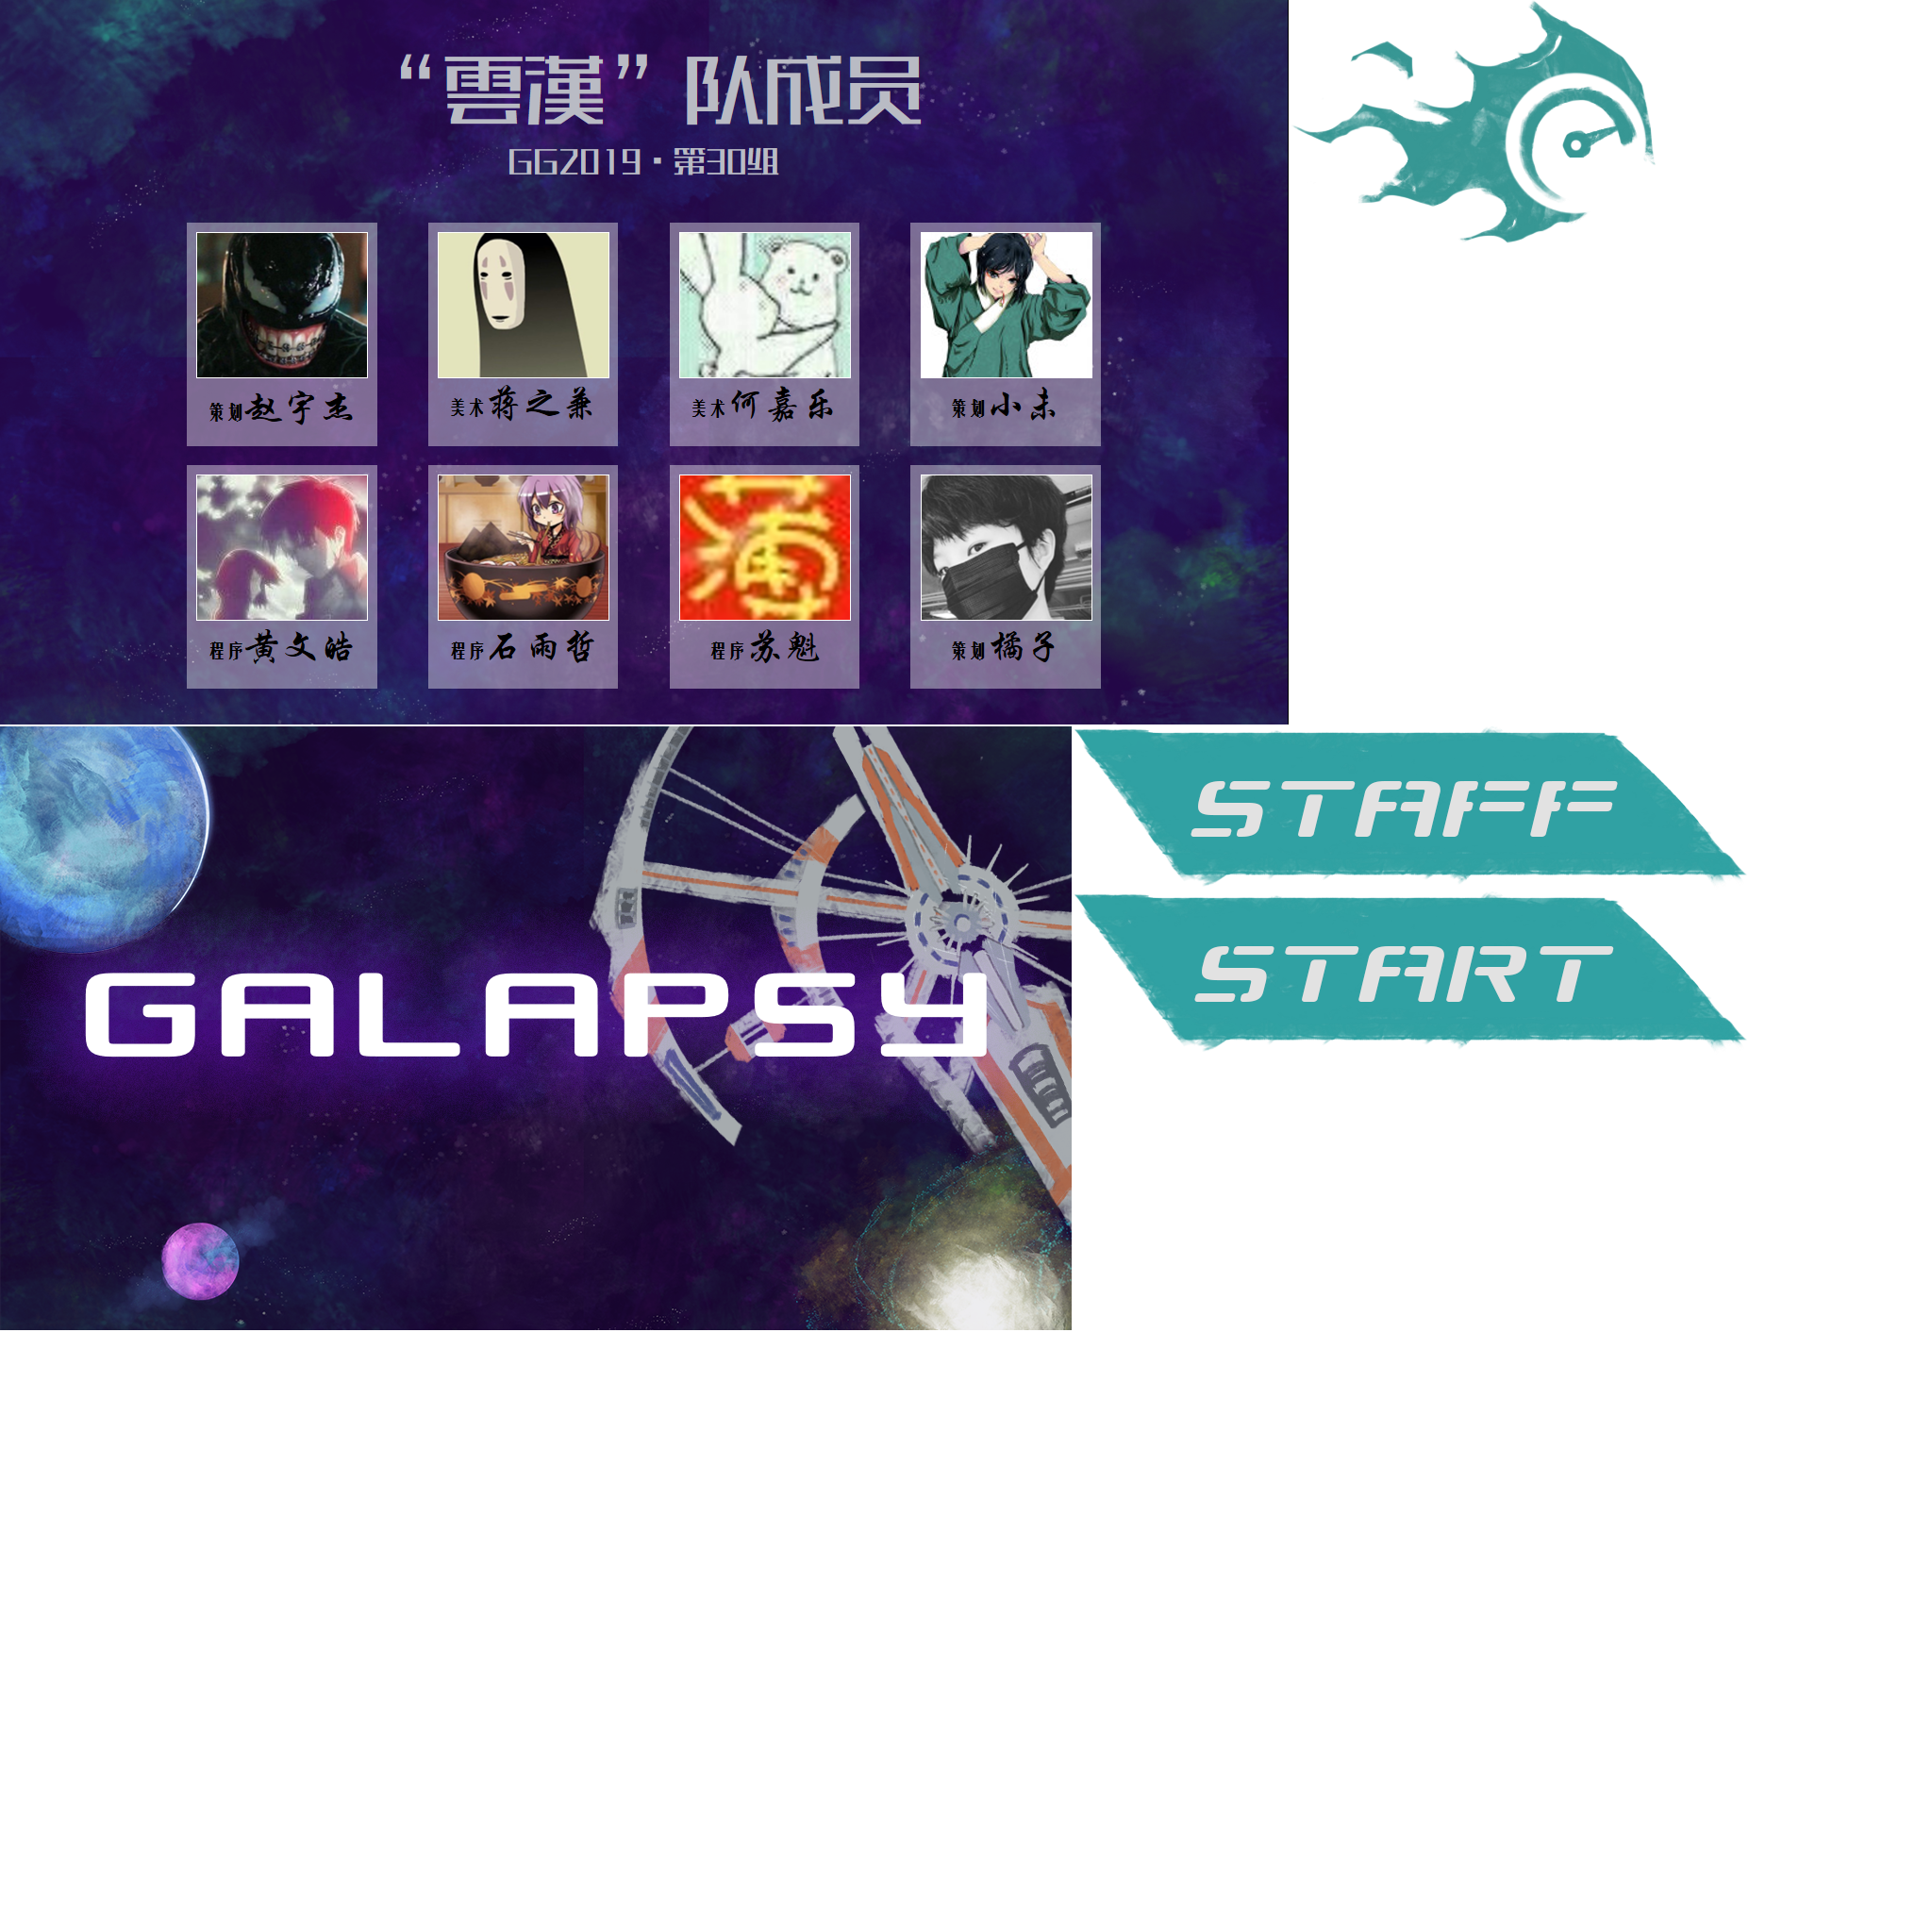 “雲漢”队成员
GG2019·第30组
策划赵宇杰
美术蒋之兼
美术何嘉乐
策划小未
程序黄文皓
程序石雨哲
程序苏魁
策划橘子
STAFF
GALAPSY
START